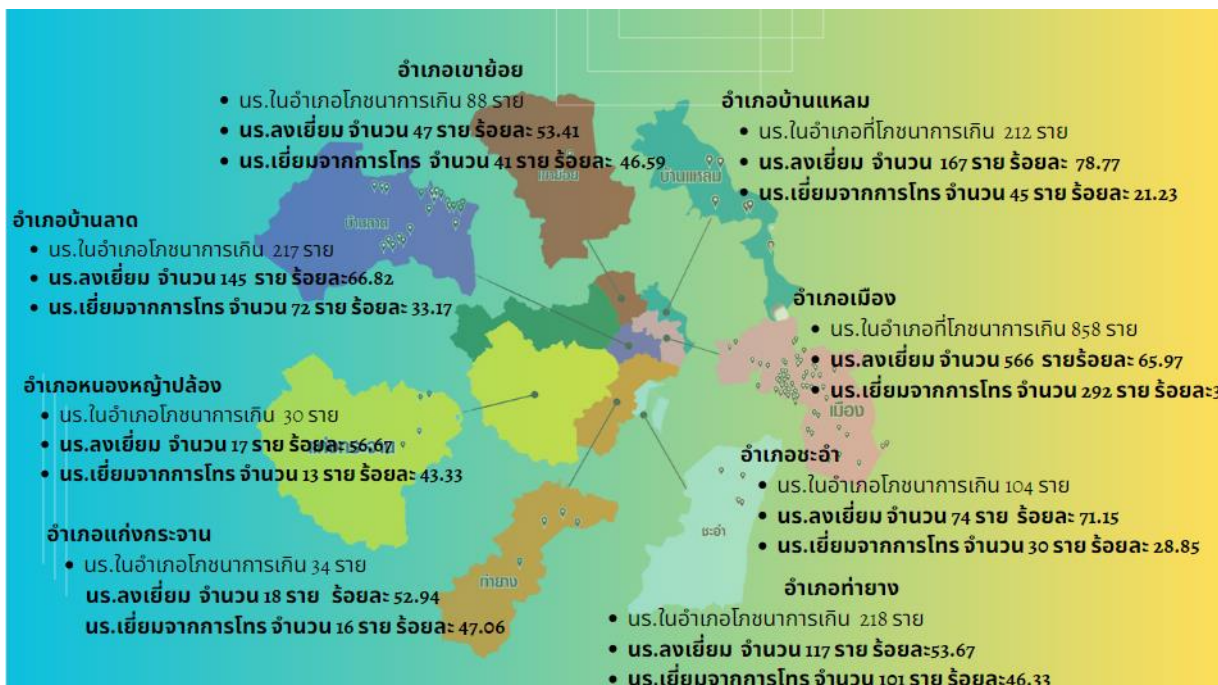 อำเภอเขาย้อย
นร.ในอำเภอโภชนาการเกิน 88 ราย
นร.ลงเยี่ยม จำนวน 47 ราย ร้อยละ 53.41
นร.เยี่ยมจากการโทร จำนวน 41 ราย ร้อยละ 46.59
อำเภอบ้านแหลม
นร.ในอำเภอที่โภชนาการเกิน 212 ราย
นร.ลงเยี่ยม จำนวน 167 ราย ร้อยละ 78.77
นร.เยี่ยมจากการโทร จำนวน 45 ราย ร้อยละ 21.23
บ้านแหลม
อำเภอบ้านลาด
นร.ในอำเภอโภชนาการเกิน 217 ราย
นร.ลงเยี่ยม จำนวน 145 ราย ร้อยละ66.82
นร.เยี่ยมจากการโทร จำนวน 72 ราย ร้อยละ 33.17
บ้านลาด
อำเภอเมือง
นร.ในอำเภอที่โภชนาการเกิน 858 ราย
นร.ลงเยี่ยม จำนวน 566 รายร้อยละ 65.97
นร.เยี่ยมจากการโทร จำนวน 292 ราย ร้อยละ3
เมือง
อำเภอหนองหญ้าปล้อง
นร.ในอำเภอโภชนาการเกิน 30 ราย
นร.ลงเยี่ยม จำนวน 17 ราย ร้อยละ 56.67
นร.เยี่ยมจากการโทร จำนวน 13 ราย ร้อยละ 43.33
อำเภอชะอำ
นร.ในอำเภอโภชนาการเกิน 104 ราย
นร.ลงเยี่ยม จำนวน 74 ราย ร้อยละ 71.15
นร.เยี่ยมจากการโทร จำนวน 30 ราย ร้อยละ 28.85
ชะอำ
อำเภอแก่งกระจาน
นร.ในอำเภอโภชนาการเกิน 34 ราย
นร.ลงเยี่ยม จำนวน 18 ราย ร้อยละ 52.94
นร.เยี่ยมจากการโทร จำนวน 16 ราย ร้อยละ 47.06
ท่ายาง
อำเภอท่ายาง
นร.ในอำเภอโภชนาการเกิน 218 ราย
นร.ลงเยี่ยม จำนวน 117 ราย ร้อยละ53.67
นร.เยี่ยมจากการโทร จำนวน 101 ราย ร้อยละ46.33